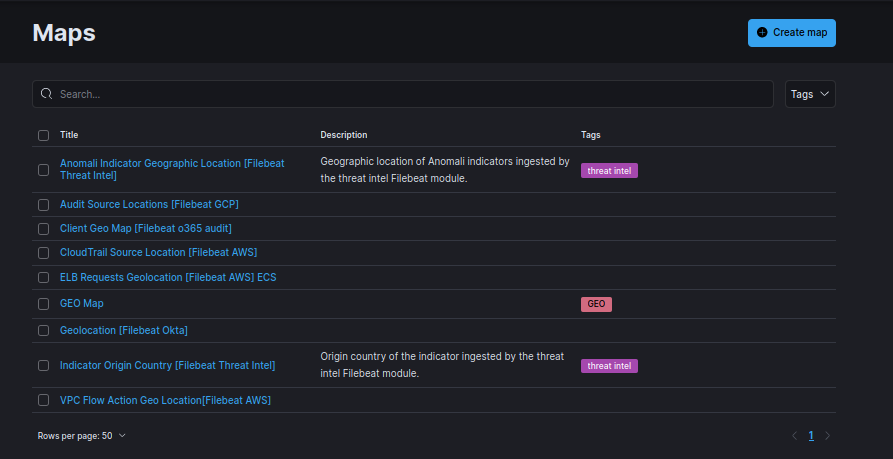 Maps
Create map
Search...
Tags
Title Description Tags
Anomali Indicator Geographic Location [Filebeat
Threat Intel]
Geographic location of Anomali indicators ingested by
the threat intel Filebeat module.
threat intel
Audit Source Locations [Filebeat GCP]
Client Geo Map [Filebeat o365 audit]
CloudTrail Source Location [Filebeat AWS]
ELB Requests Geolocation [Filebeat AWS] ECS
GEO Map GEO
Geolocation [Filebeat Okta]
Indicator Origin Country [Filebeat Threat Intel]
Origin country of the indicator ingested by the threat
intel Filebeat module.
threat intel
VPC Flow Action Geo Location[Filebeat AWS]
Rows per page: 50
1